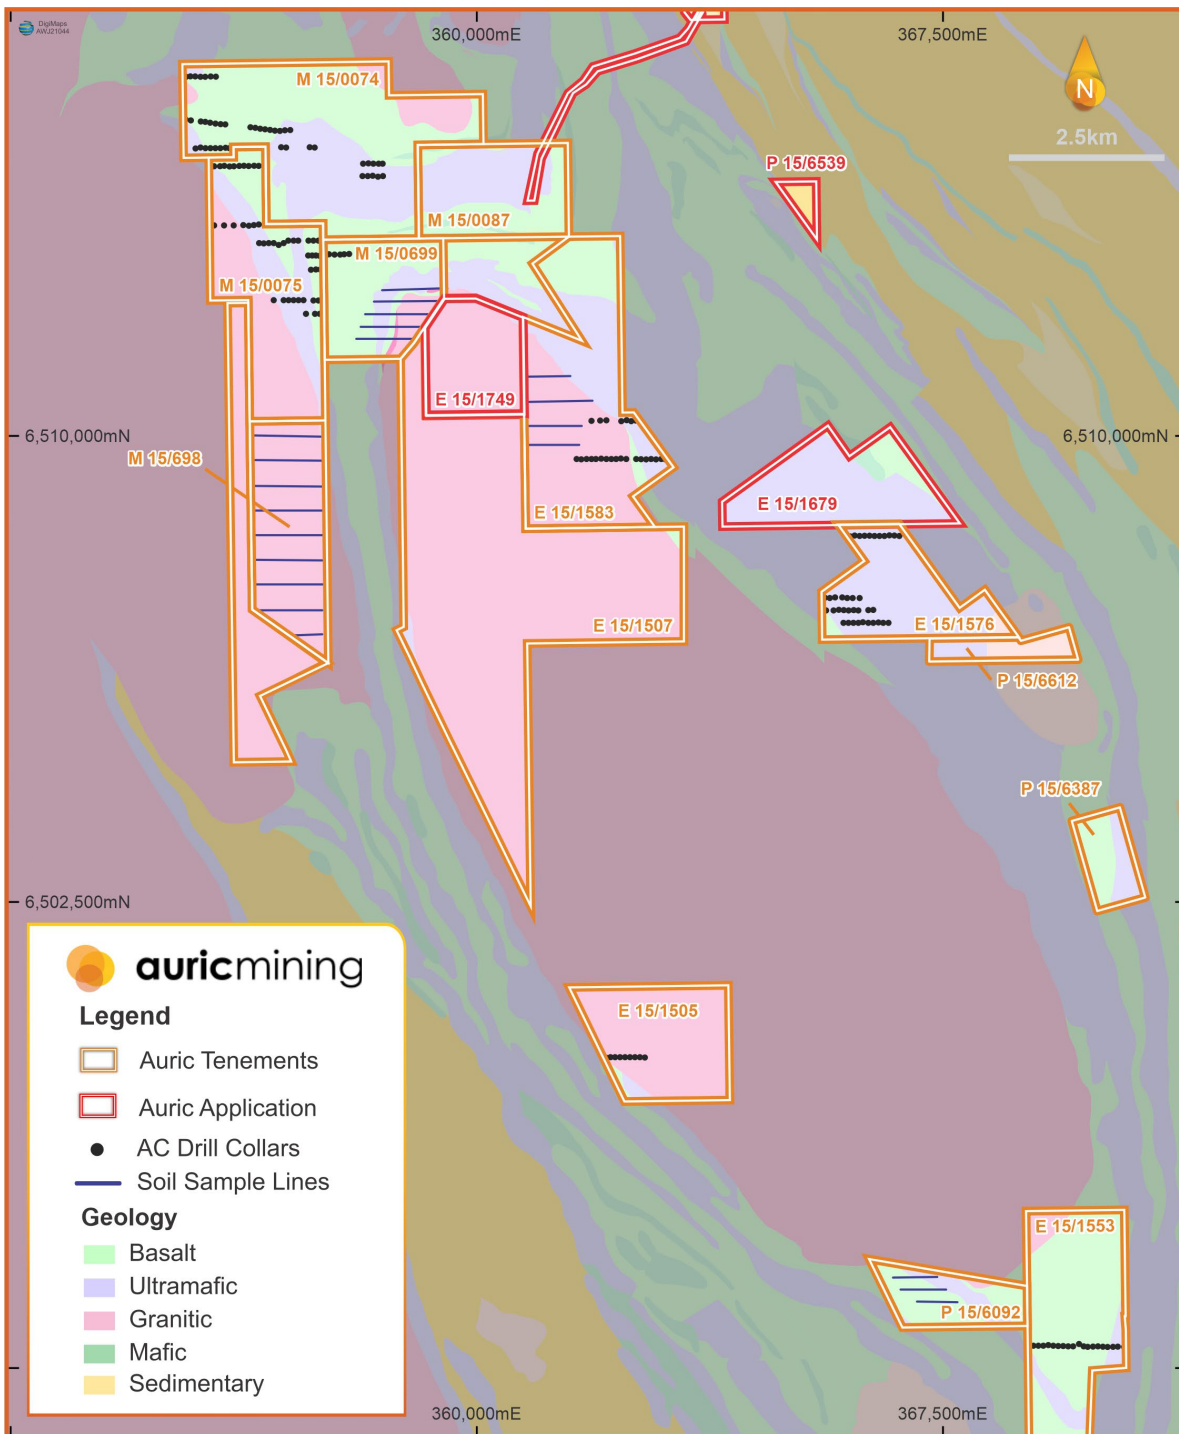 DigiMaps
AWJ21044
360,000mE
367,500mE
N
2.5km
M 15/0074
P 15/6539
M 15/0087
M 15/0699
M 15/0075
E 15/1749
6,510,000mN
6,510,000mN
M 15/698
E 15/1679
E 15/1583
E 15/1507
E 15/1576
P 15/6612
P 15/6387
6,502,500mN
auricmining
Legend
Auric Tenements
Auric Application
AC Drill Collars
Soil Sample Lines
Geology
Basalt
Ultramafic
Granitic
Mafic
Sedimentary
E 15/1505
E 15/1553
P 15/6092
360,000mE
367,500mE